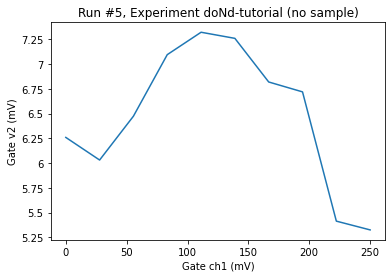 Run #5, Experiment doNd-tutorial (no sample)
Gate v2 (mV)
7.25
7
6.75
6.5
6.25
6
5.75
5.5
5.25
0 50 100 150 200 250
Gate ch1 (mV)